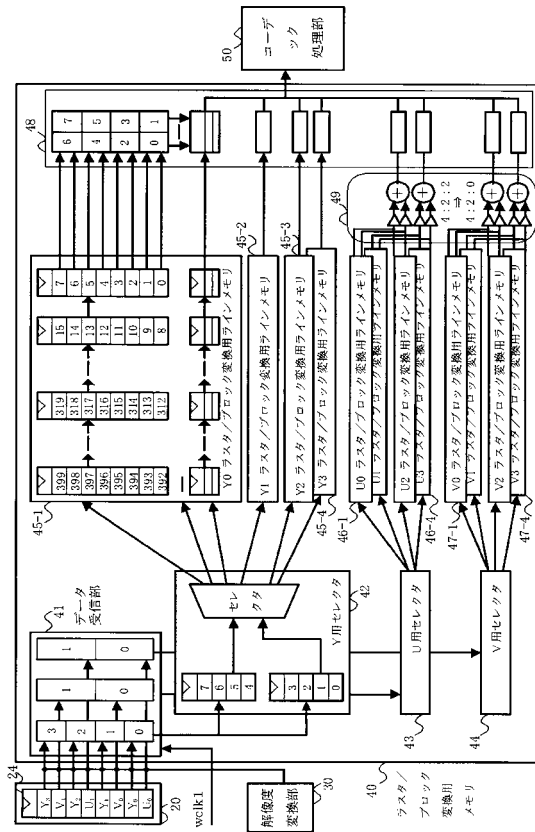 24
20
Y3
V1
Y2
U1
Y1
V0
Y0
U0
wclk1
30
解像度
変換部
40
ラスタ/
ブロック
変換用
メモリ
41
データ
受信部
3
2
1
0
1
0
1
0
42
Y用セレクタ
セレ
クタ
7
6
5
4
3
2
1
0
43
U用セレクタ
44
V用セレクタ
45-1
399
398
397
396
395
394
393
392
319
318
317
316
315
314
313
312
15
14
13
12
11
10
9
8
7
6
5
4
3
2
1
0
Y0 ラスタ/ブロック変換用ラインメモリ
45-2
Y1 ラスタ/ブロック変換用ラインメモリ
45-3
Y2 ラスタ/ブロック変換用ラインメモリ
45-4
Y3 ラスタ/ブロック変換用ラインメモリ
46-1
U0 ラスタ/ブロック変換用ラインメモリ
U1 ラスタ/ブロック変換用ラインメモリ
U2 ラスタ/ブロック変換用ラインメモリ
U3 ラスタ/ブロック変換用ラインメモリ
46-4
47-1
V0 ラスタ/ブロック変換用ラインメモリ
V1 ラスタ/ブロック変換用ラインメモリ
V2 ラスタ/ブロック変換用ラインメモリ
V3 ラスタ/ブロック変換用ラインメモリ
47-4
48
6 7
4 5
2 3
0 1
49
4:2:2
⇒
4:2:0
50
コーデ
ック
処理部